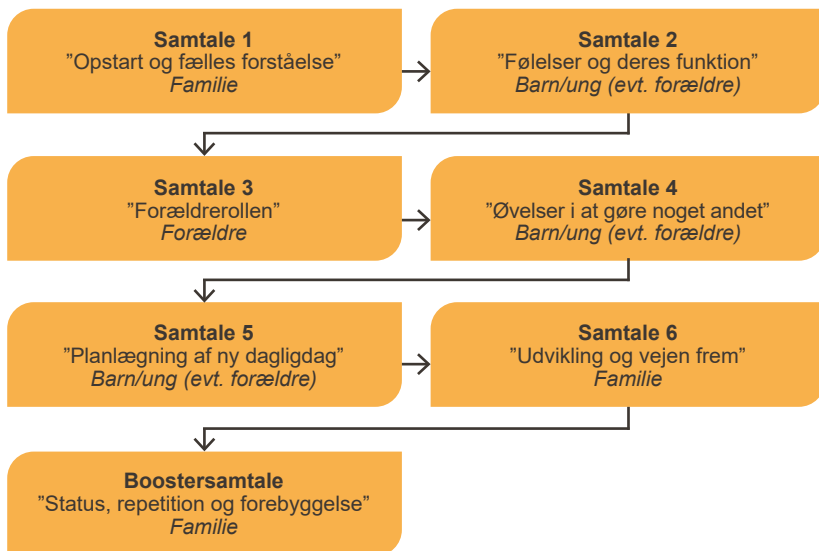 Samtale 1
”Opstart og fælles forståelse”
Familie
Samtale 2
”Følelser og deres funktion”
Barn/ung (evt. forældre)
Samtale 3
”Forældrerollen”
Forældre
Samtale 4
”Øvelser i at gøre noget andet”
Barn/ung (evt. forældre)
Samtale 5
”Planlægning af ny dagligdag”
Barn/ung (evt. forældre)
Samtale 6
”Udvikling og vejen frem”
Familie
Boostersamtale
”Status, repetition og forebyggelse”
Familie